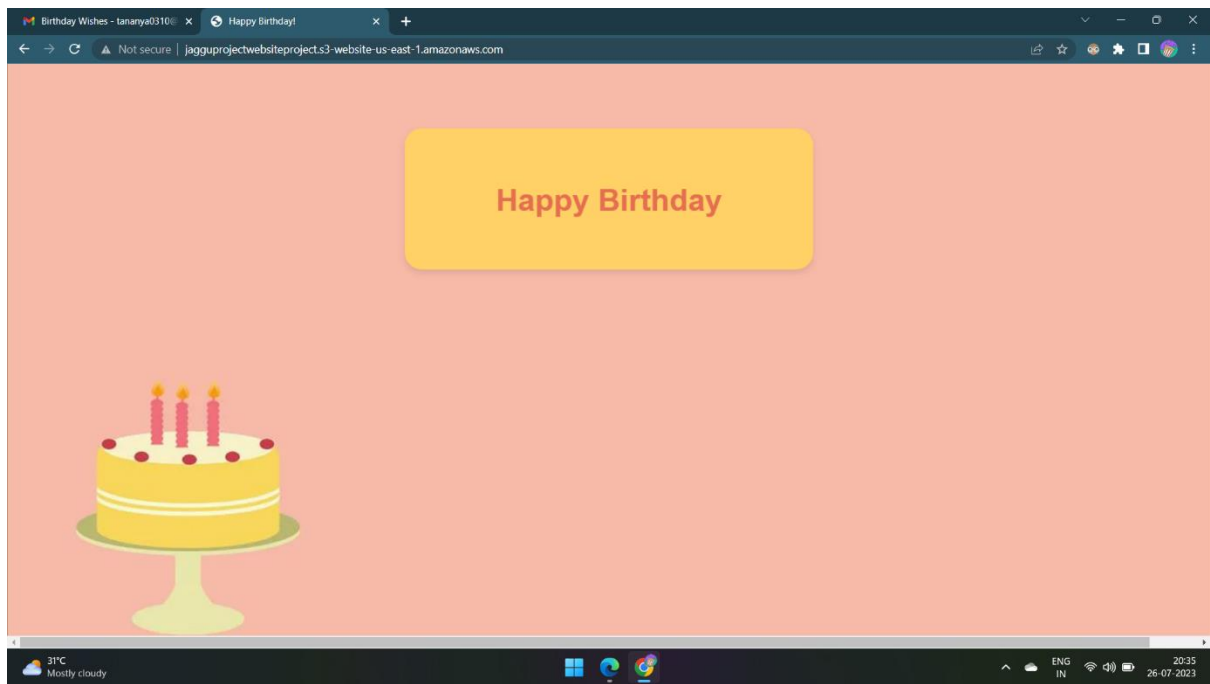 Birthday Wishes - tananya0310@
Happy Birthday!
Not secure | jagguprojectwebsiteproject.s3-website-us-east-1.amazonaws.com
Happy Birthday
31°C
Mostly cloudy
ENG
IN
20:35
26-07-2023